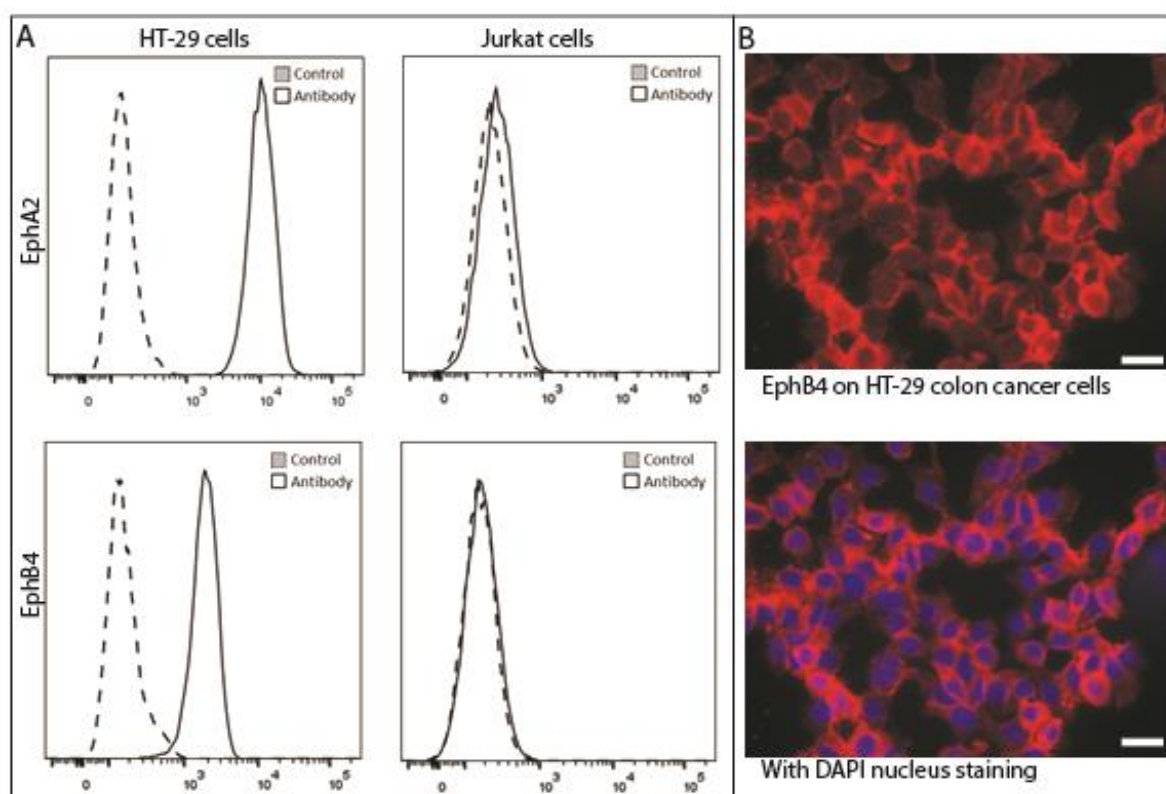 A
HT-29 cells
Jurkat cells
B
EphA2
Control
Antibody
0 10³ 10⁴ 10⁵
Control
Antibody
0 10³ 10⁴ 10⁵
EphB4 on HT-29 colon cancer cells
EphB4
Control
Antibody
0 10³ 10⁴ 10⁵
Control
Antibody
0 10³ 10⁴ 10⁵
With DAPI nucleus staining